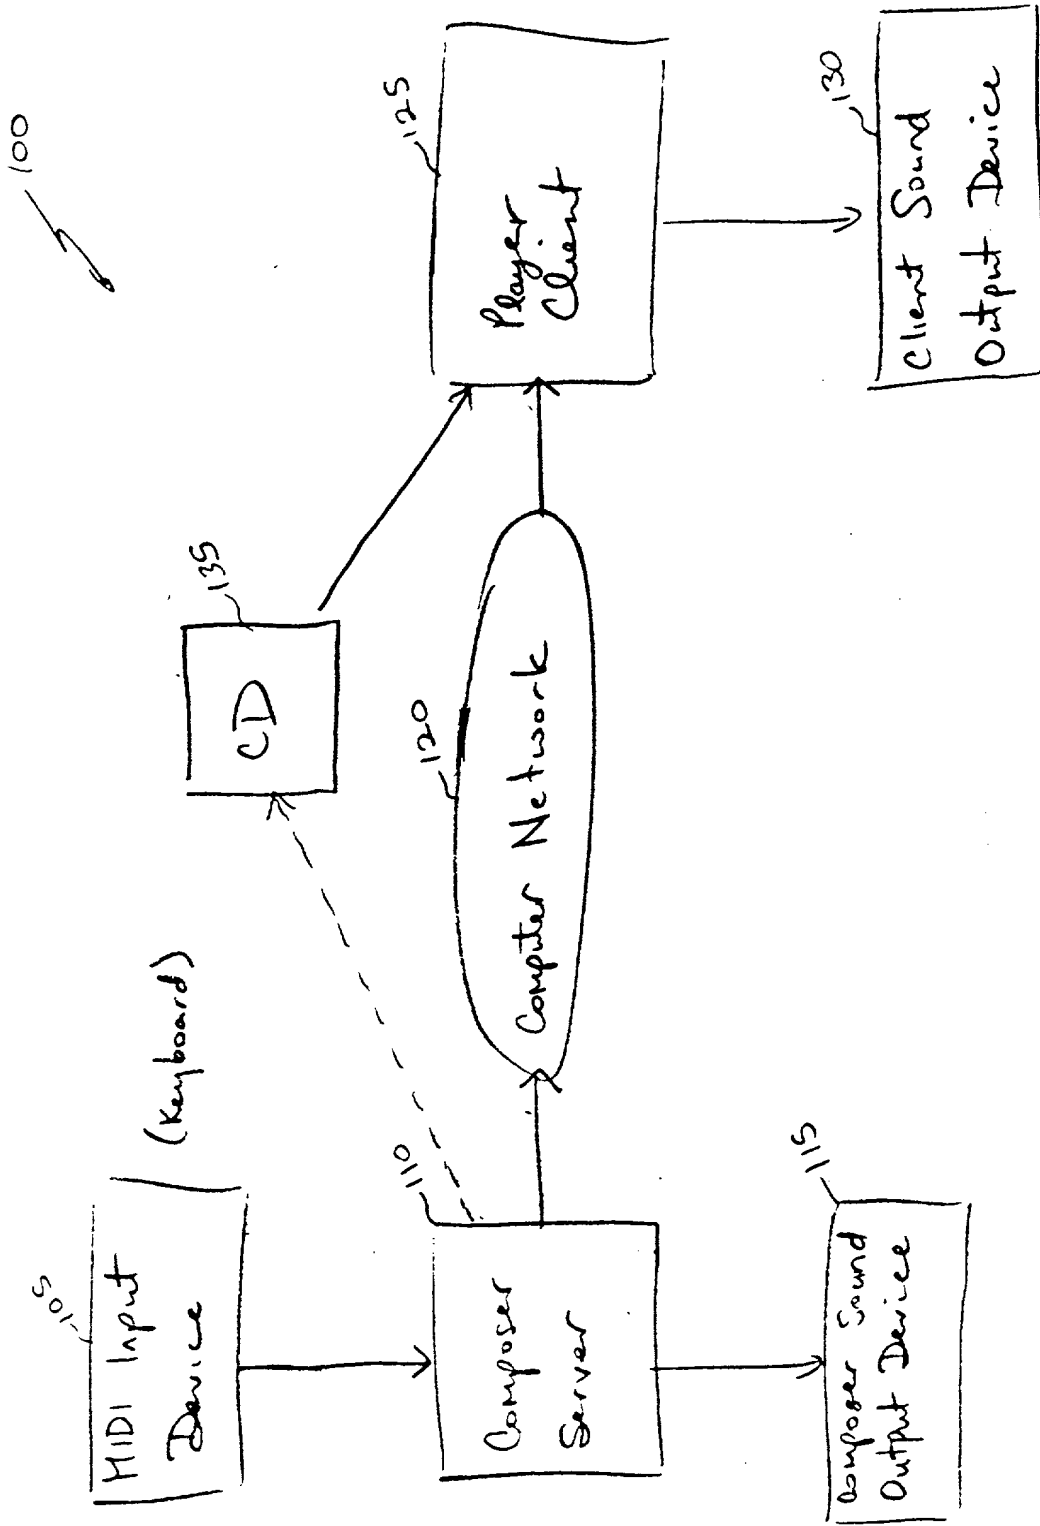 100
105
MIDI Input
Device
(Keyboard)
110
Composer
Server
115
Composer Sound
Output Device
135
CD
120
Computer Network
125
Player
Client
130
Client Sound
Output Device